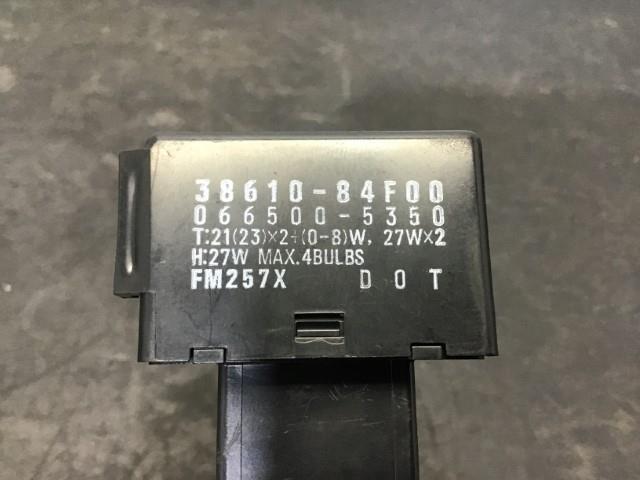 38610-84F00
066500-5350
T:21(23)×2+(0-8)W, 27W×2
H:27W MAX.4BULBS
FM257X D O T